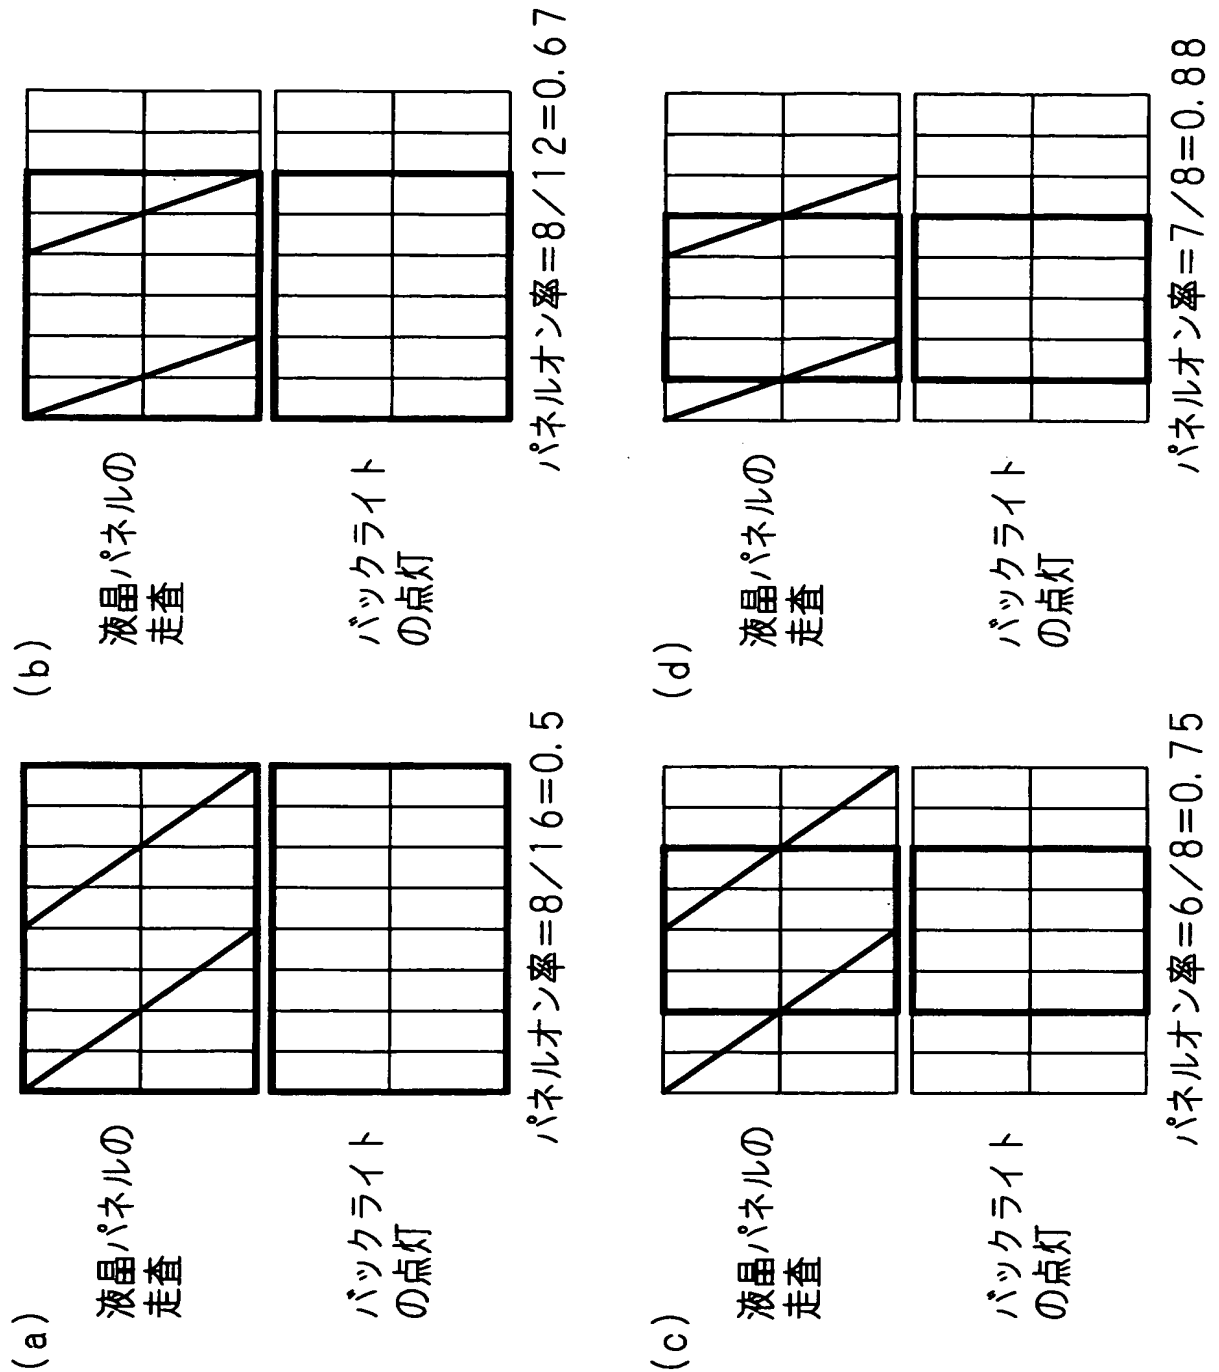 (a)
液晶パネルの
走査
バックライト
の点灯
パネルオン率=8/16=0.5
(b)
液晶パネルの
走査
バックライト
の点灯
パネルオン率=8/12=0.67
(c)
液晶パネルの
走査
バックライト
の点灯
パネルオン率=6/8=0.75
(d)
液晶パネルの
走査
バックライト
の点灯
パネルオン率=7/8=0.88